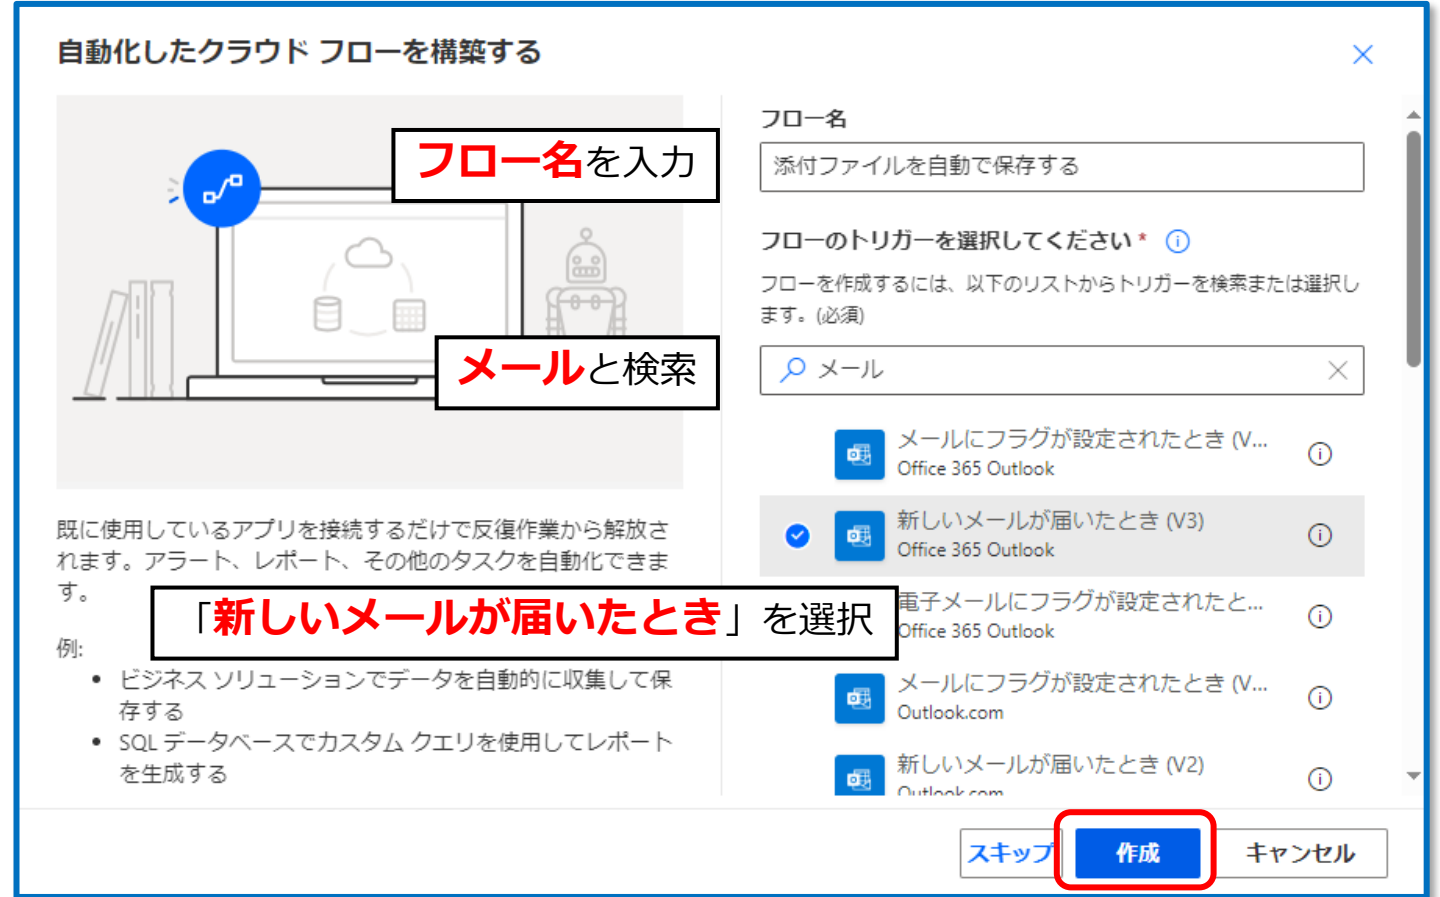 自動化したクラウド フローを構築する
フロー名を入力
メールと検索
既に使用しているアプリを接続するだけで反復作業から解放さ
れます。アラート、レポート、その他のタスクを自動化できま
す。
「新しいメールが届いたとき」を選択
例:
• ビジネス ソリューションでデータを自動的に収集して保
存する
• SQL データベースでカスタム クエリを使用してレポート
を生成する
フロー名
添付ファイルを自動で保存する
フローのトリガーを選択してください *
フローを作成するには、以下のリストからトリガーを検索または選択し
ます。(必須)
メール
メールにフラグが設定されたとき (V...
Office 365 Outlook
新しいメールが届いたとき (V3)
Office 365 Outlook
電子メールにフラグが設定されたと...
Office 365 Outlook
メールにフラグが設定されたとき (V...
Outlook.com
新しいメールが届いたとき (V2)
Outlook.com
スキップ
作成
キャンセル